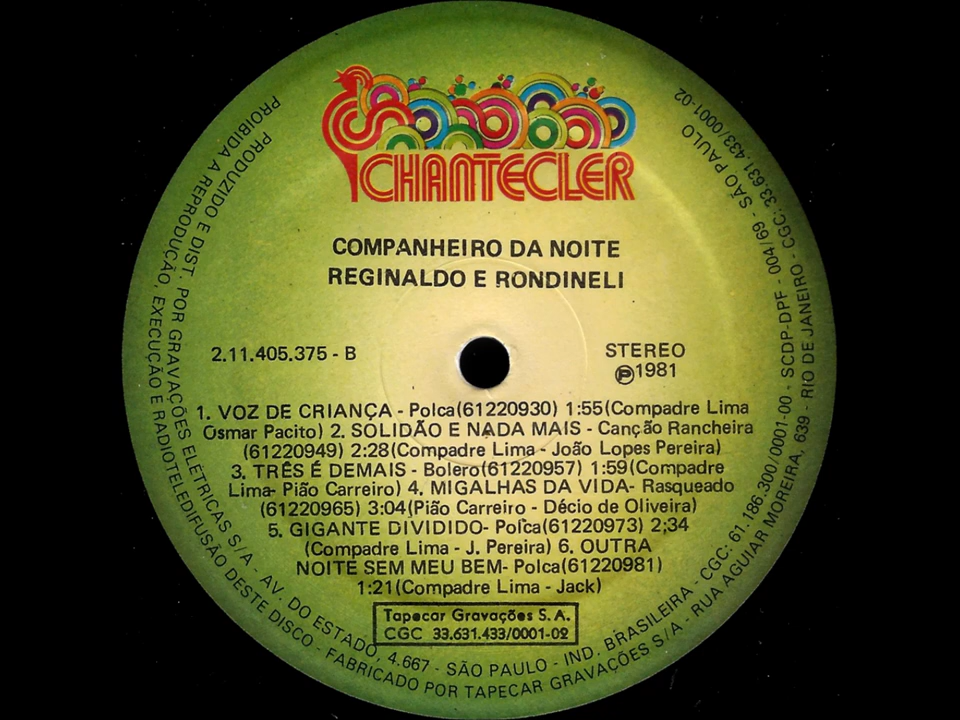 CHANTECLER
COMPANHEIRO DA NOITE
REGINALDO E RONDINELI
2.11.405.375 - B
STEREO
Ⓟ1981
1. VOZ DE CRIANÇA - Polca(61220930) 1:55(Compadre Lima
Osmar Pacito) 2. SOLIDÃO E NADA MAIS - Canção Rancheira
(61220949) 2:28(Compadre Lima - João Lopes Pereira)
3. TRÊS É DEMAIS - Bolero(61220957) 1:59(Compadre
Lima- Pião Carreiro) 4. MIGALHAS DA VIDA- Rasqueado
(61220965) 3:04(Pião Carreiro - Décio de Oliveira)
5. GIGANTE DIVIDIDO- Polca(61220973) 2;34
(Compadre Lima - J. Pereira) 6. OUTRA
NOITE SEM MEU BEM- Polca(61220981)
1:21(Compadre Lima - Jack)
Tapecar Gravações S. A.
CGC 33.631.433/0001-02
PRODUZIDO E DIST. POR GRAVAÇÕES ELÉTRICAS S/A - AV. DO ESTADO, 4.667 - SÃO PAULO - IND. BRASILEIRA - CGC: 61.186.300/0001-00 - SCDP-DPF - 004/69 - SÃO PAULO
PROIBIDA A REPRODUÇÃO, EXECUÇÃO E RADIOTELEDIFUSÃO DESTE DISCO - FABRICADO POR TAPECAR GRAVAÇÕES S/A - RUA AGUIAR MOREIRA, 639 - RIO DE JANEIRO - CGC: 33.631.433/0001-02